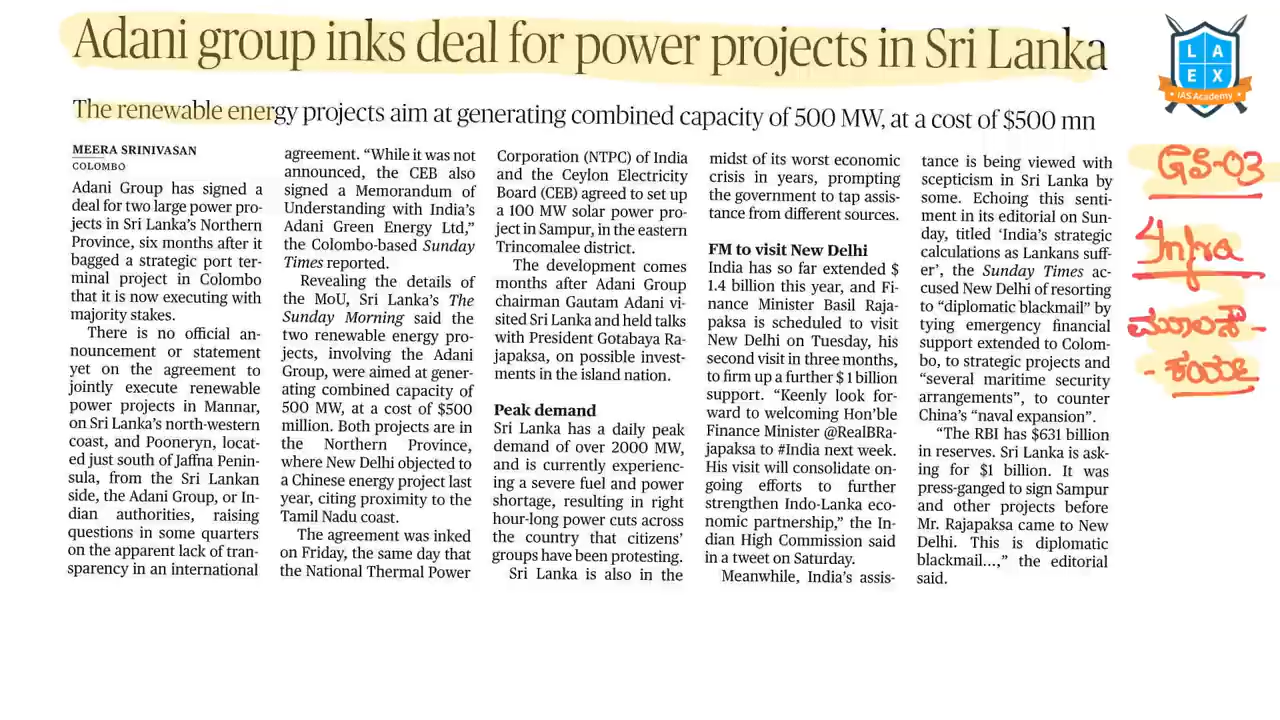 Adani group inks deal for power projects in Sri Lanka
The renewable energy projects aim at generating combined capacity of 500 MW, at a cost of $500 mn
MEERA SRINIVASAN
COLOMBO
Adani Group has signed a
deal for two large power pro-
jects in Sri Lanka's Northern
Province, six months after it
bagged a strategic port ter-
minal project in Colombo
that it is now executing with
majority stakes.
There is no official an-
nouncement or statement
yet on the agreement to
jointly execute renewable
power projects in Mannar,
on Sri Lanka's north-western
coast, and Pooneryn, locat-
ed just south of Jaffna Penin-
sula, from the Sri Lankan
side, the Adani Group, or In-
dian authorities, raising
questions in some quarters
on the apparent lack of tran-
sparency in an international
agreement. "While it was not
announced, the CEB also
signed a Memorandum of
Understanding with India's
Adani Green Energy Ltd,"
the Colombo-based Sunday
Times reported.
Revealing the details of
the MoU, Sri Lanka's The
Sunday Morning said the
two renewable energy pro-
jects, involving the Adani
Group, were aimed at gener-
ating combined capacity of
500 MW, at a cost of $500
million. Both projects are in
the Northern Province,
where New Delhi objected to
a Chinese energy project last
year, citing proximity to the
Tamil Nadu coast.
The agreement was inked
on Friday, the same day that
the National Thermal Power
Corporation (NTPC) of India
and the Ceylon Electricity
Board (CEB) agreed to set up
a 100 MW solar power pro-
ject in Sampur, in the eastern
Trincomalee district.
The development comes
months after Adani Group
chairman Gautam Adani vi-
sited Sri Lanka and held talks
with President Gotabaya Ra-
japaksa, on possible invest-
ments in the island nation.
Peak demand
Sri Lanka has a daily peak
demand of over 2000 MW,
and is currently experienc-
ing a severe fuel and power
shortage, resulting in right
hour-long power cuts across
the country that citizens'
groups have been protesting.
Sri Lanka is also in the
midst of its worst economic
crisis in years, prompting
the government to tap assis-
tance from different sources.
FM to visit New Delhi
India has so far extended $
1.4 billion this year, and Fi-
nance Minister Basil Raja-
paksa is scheduled to visit
New Delhi on Tuesday, his
second visit in three months,
to firm up a further $ 1 billion
support. "Keenly look for-
ward to welcoming Hon'ble
Finance Minister @RealBRa-
japaksa to #India next week.
His visit will consolidate on-
going efforts to further
strengthen Indo-Lanka eco-
nomic partnership," the In-
dian High Commission said
in a tweet on Saturday.
Meanwhile, India's assis-
tance is being viewed with
scepticism in Sri Lanka by
some. Echoing this senti-
ment in its editorial on Sun-
day, titled 'India's strategic
calculations as Lankans suff-
er', the Sunday Times ac-
cused New Delhi of resorting
to "diplomatic blackmail" by
tying emergency financial
support extended to Colom-
bo, to strategic projects and
"several maritime security
arrangements", to counter
China's "naval expansion".
"The RBI has $631 billion
in reserves. Sri Lanka is ask-
ing for $1 billion. It was
press-ganged to sign Sampur
and other projects before
Mr. Rajapaksa came to New
Delhi. This is diplomatic
blackmail...," the editorial
said.
L A
E X
IAS Academy
GS-03
Infra